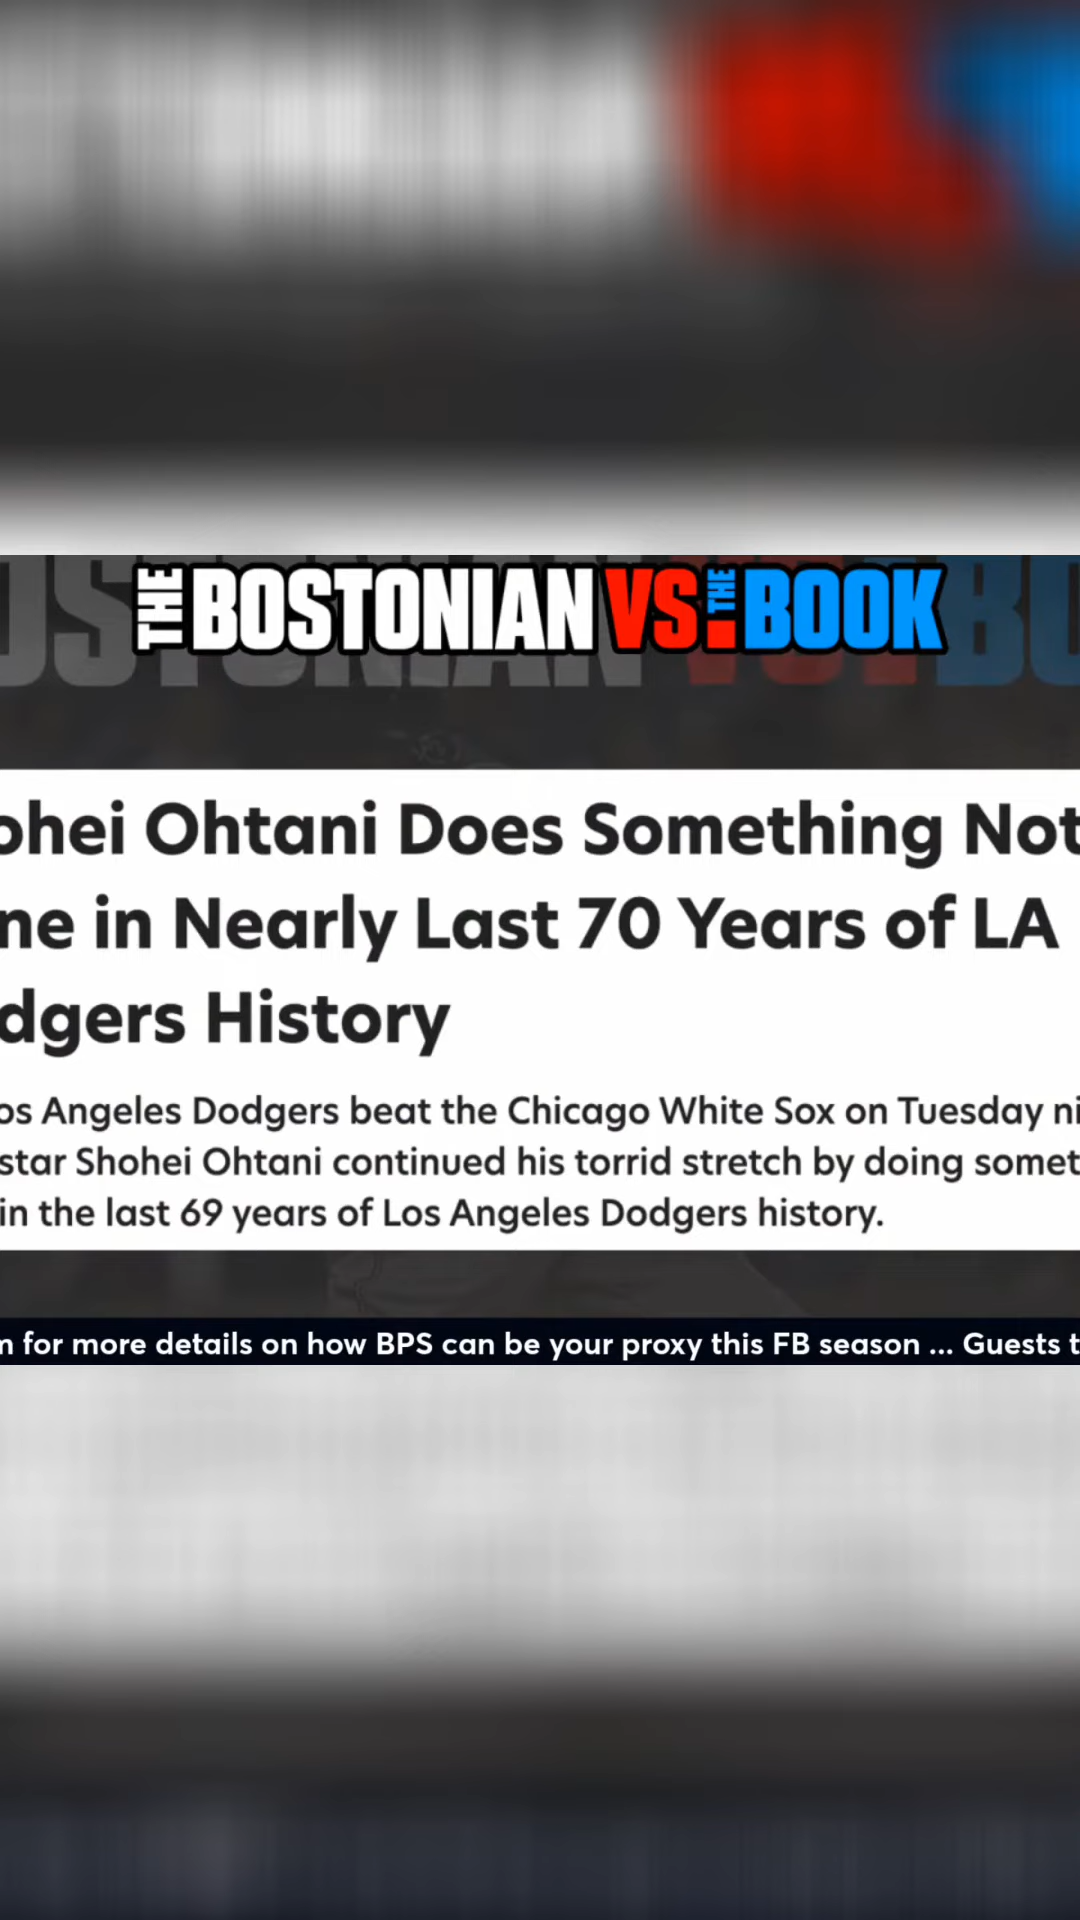 THE BOSTONIAN VS. THE BOOK
ohei Ohtani Does Something Not
ne in Nearly Last 70 Years of LA
dgers History
os Angeles Dodgers beat the Chicago White Sox on Tuesday ni
star Shohei Ohtani continued his torrid stretch by doing somet
in the last 69 years of Los Angeles Dodgers history.
m for more details on how BPS can be your proxy this FB season ... Guests t